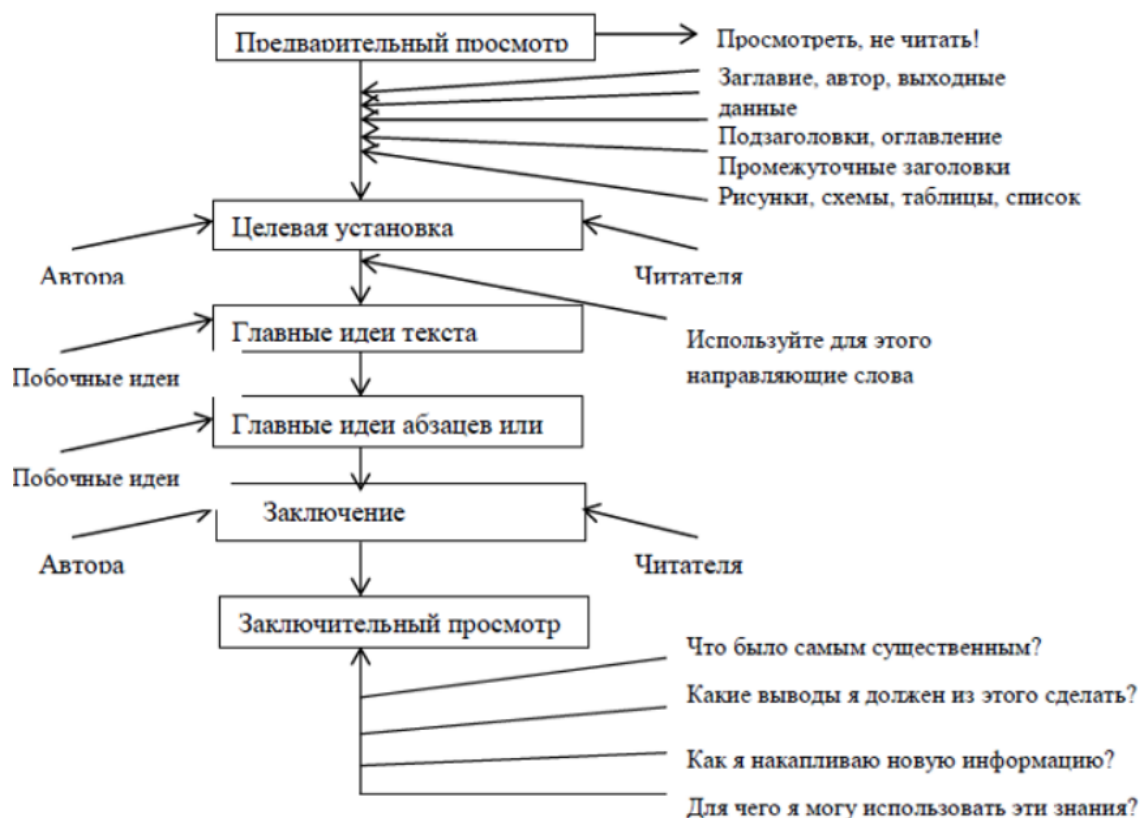 Предварительный просмотр
Просмотреть, не читать!
Заглавие, автор, выходные
данные
Подзаголовки, оглавление
Промежуточные заголовки
Рисунки, схемы, таблицы, список
Целевая установка
Автора
Читателя
Главные идеи текста
Используйте для этого
направляющие слова
Побочные идеи
Главные идеи абзацев или
Побочные идеи
Заключение
Автора
Читателя
Заключительный просмотр
Что было самым существенным?
Какие выводы я должен из этого сделать?
Как я накапливаю новую информацию?
Для чего я могу использовать эти знания?